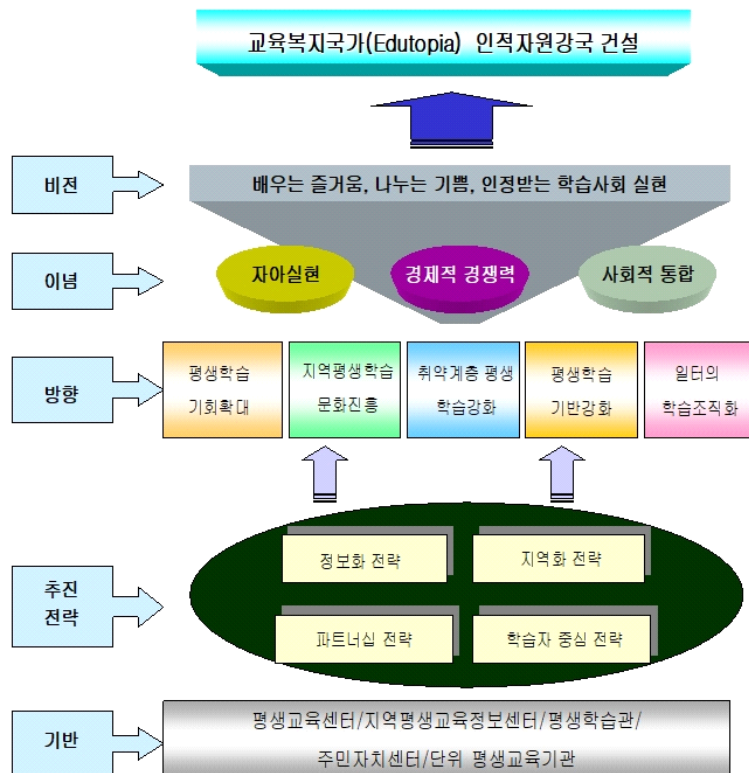 교육복지국가(Edutopia) 인적자원강국 건설
비전
배우는 즐거움, 나누는 기쁨, 인정받는 학습사회 실현
이념
자아실현
경제적 경쟁력
사회적 통합
방향
평생학습
기회확대
지역평생학습
문화진흥
취약계층 평생
학습강화
평생학습
기반강화
일터의
학습조직화
추진
전략
정보화 전략
지역화 전략
파트너십 전략
학습자 중심 전략
기반
평생교육센터/지역평생교육정보센터/평생학습관/
주민자치센터/단위 평생교육기관